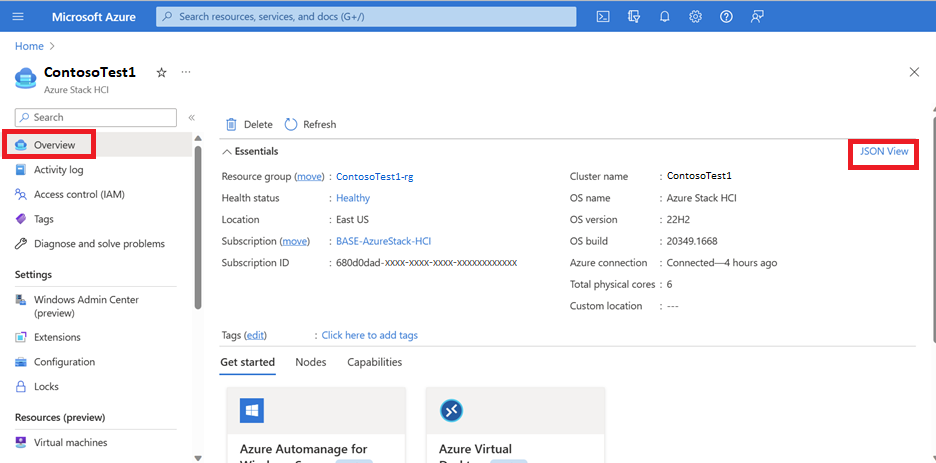 Microsoft Azure
Search resources, services, and docs (G+/)
Home
ContosoTest1
Azure Stack HCI
Search
Overview
Activity log
Access control (IAM)
Tags
Diagnose and solve problems
Settings
Windows Admin Center
(preview)
Extensions
Configuration
Locks
Resources (preview)
Virtual machines
Delete
Refresh
Essentials
JSON View
Resource group (move) : ContosoTest1-rg
Health status : Healthy
Location : East US
Subscription (move) : BASE-AzureStack-HCI
Subscription ID : 680d0dad-xxxx-xxxx-xxxx-xxxxxxxxxxxx
Cluster name : ContosoTest1
OS name : Azure Stack HCI
OS version : 22H2
OS build : 20349.1668
Azure connection : Connected—4 hours ago
Total physical cores : 6
Custom location : ---
Tags (edit) : Click here to add tags
Get started Nodes Capabilities
Azure Automanage for
Azure Virtual